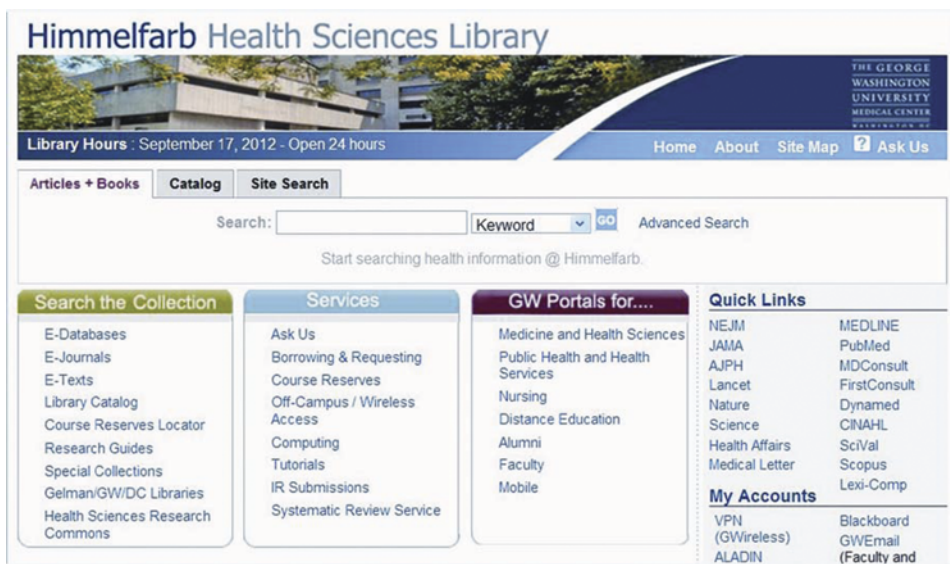 Himmelfarb Health Sciences Library
THE GEORGE
WASHINGTON
UNIVERSITY
MEDICAL CENTER
Library Hours : September 17, 2012 - Open 24 hours
Home About Site Map ? Ask Us
Articles + Books Catalog Site Search
Search: Keyword GO Advanced Search
Start searching health information @ Himmelfarb.
Search the Collection
E-Databases
E-Journals
E-Texts
Library Catalog
Course Reserves Locator
Research Guides
Special Collections
Gelman/GW/DC Libraries
Health Sciences Research
Commons
Services
Ask Us
Borrowing & Requesting
Course Reserves
Off-Campus / Wireless
Access
Computing
Tutorials
IR Submissions
Systematic Review Service
GW Portals for....
Medicine and Health Sciences
Public Health and Health
Services
Nursing
Distance Education
Alumni
Faculty
Mobile
Quick Links
NEJM
JAMA
AJPH
Lancet
Nature
Science
Health Affairs
Medical Letter
MEDLINE
PubMed
MDConsult
FirstConsult
Dynamed
CINAHL
SciVal
Scopus
Lexi-Comp
My Accounts
VPN
(GWireless)
ALADIN
Blackboard
GWEmail
(Faculty and